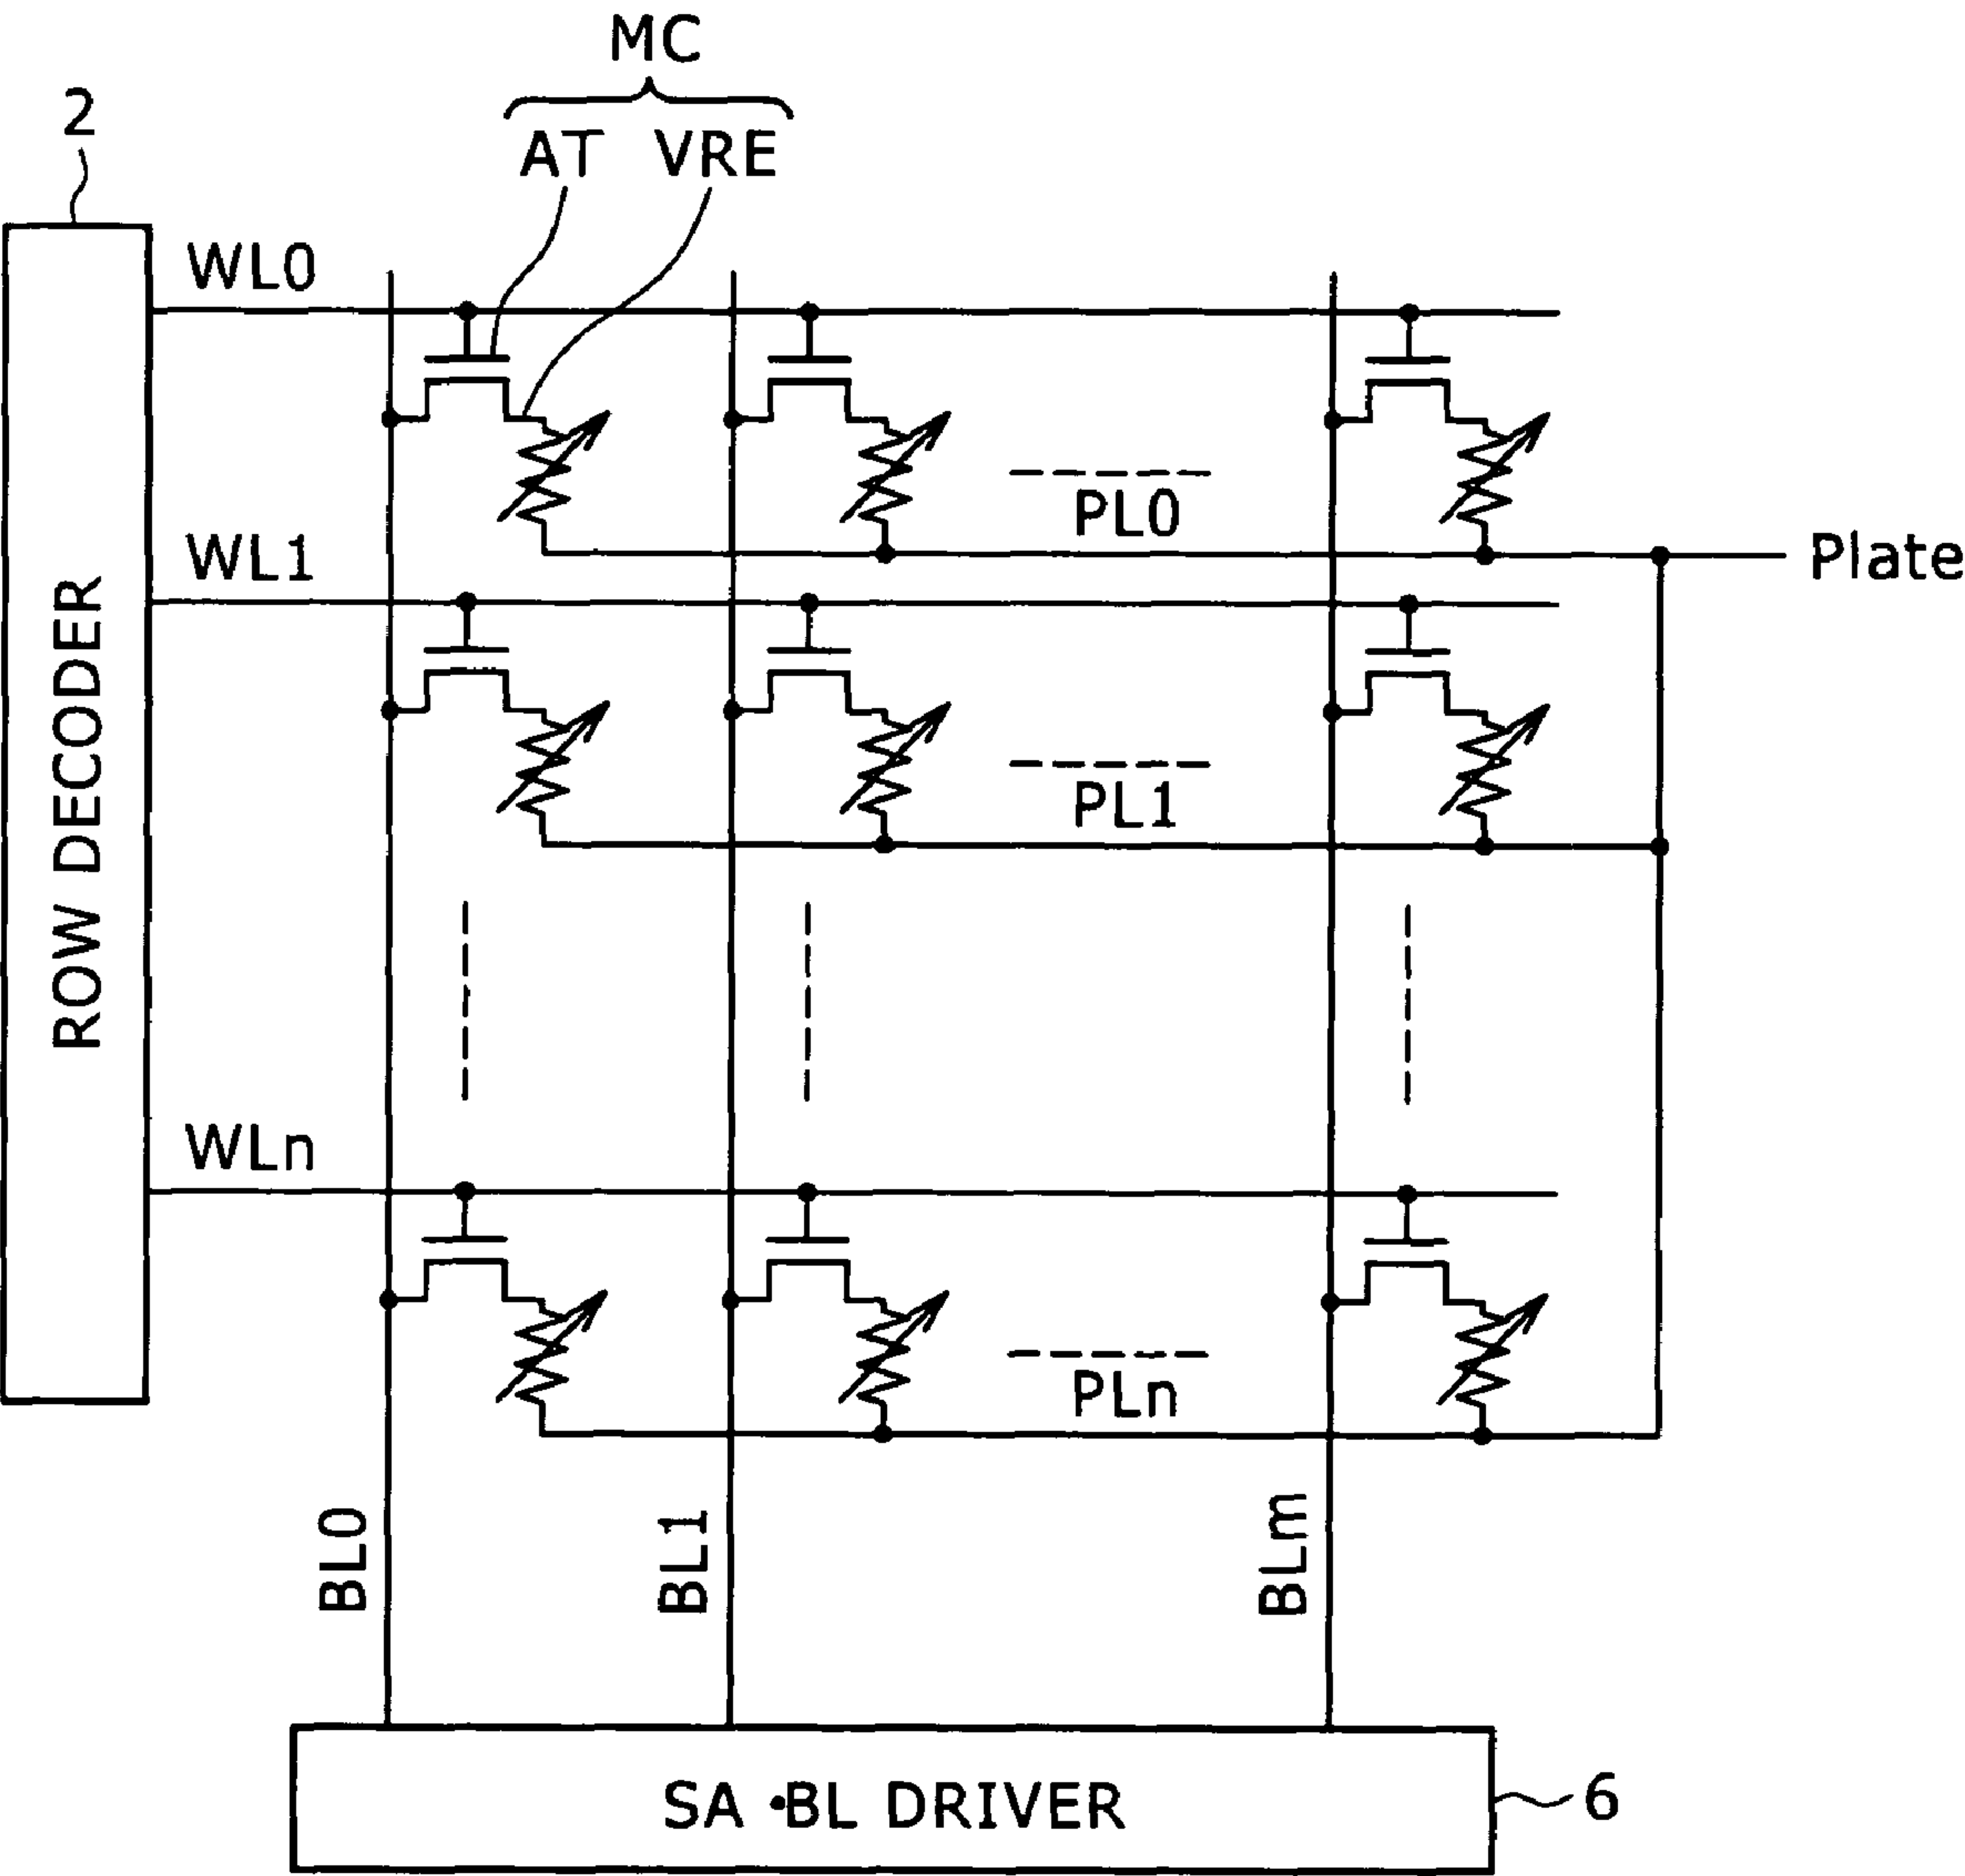 MC
2
AT VRE
WL0
PL0
WL1
Plate
ROW DECODER
PL1
WLn
PLn
BL0
BL1
BLm
SA •BL DRIVER
6